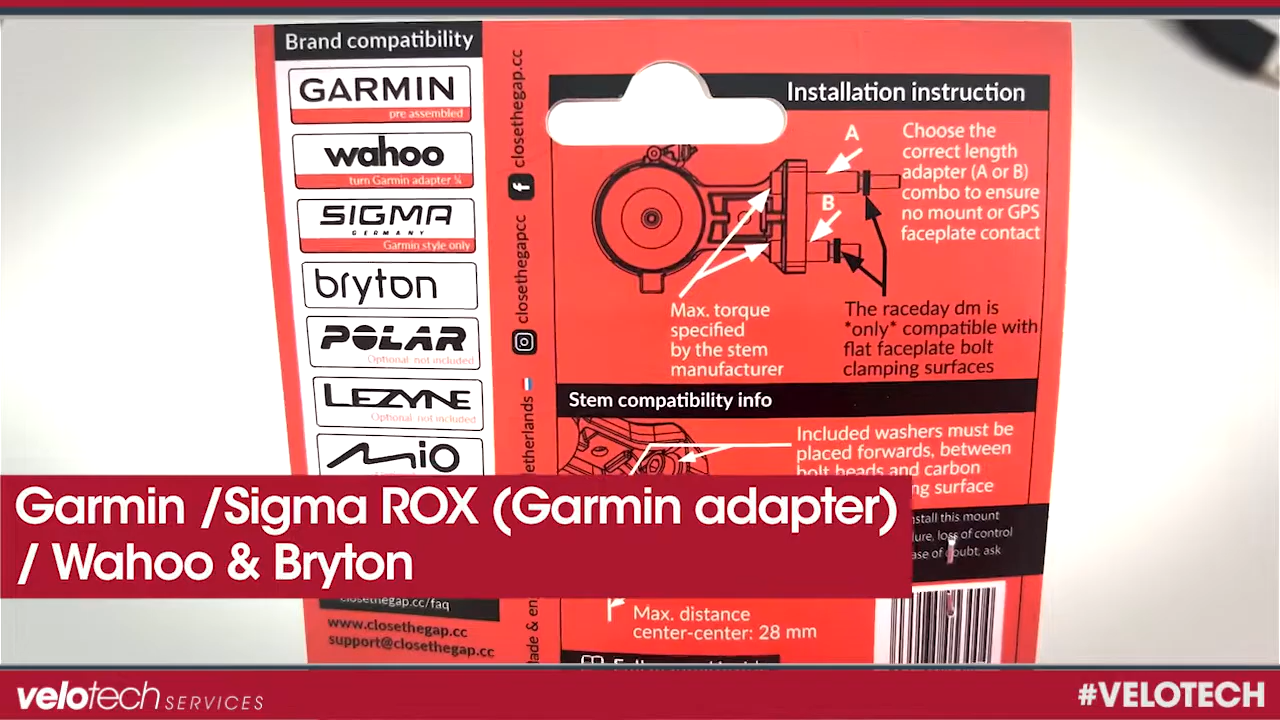 Brand compatibility
GARMIN
pre assembled
wahoo
turn Garmin adapter ¼
SIGMA
GERMANY
Garmin style only
bryton
POLAR
Optional not included
LEZYNE
Optional not included
MiO
closethegap.cc/faq
www.closethegap.cc
support@closethegap.cc
closethegap.cc
closethegapcc
Installation instruction
A
B
Choose the
correct length
adapter (A or B)
combo to ensure
no mount or GPS
faceplate contact
Max. torque
specified
by the stem
manufacturer
The raceday dm is
*only* compatible with
flat faceplate bolt
clamping surfaces
Stem compatibility info
Included washers must be
placed forwards, between
bolt heads and carbon
surface
this mount
loss of control
doubt, ask
Max. distance
center-center: 28 mm
Garmin /Sigma ROX (Garmin adapter)
/ Wahoo & Bryton
velotech SERVICES
#VELOTECH